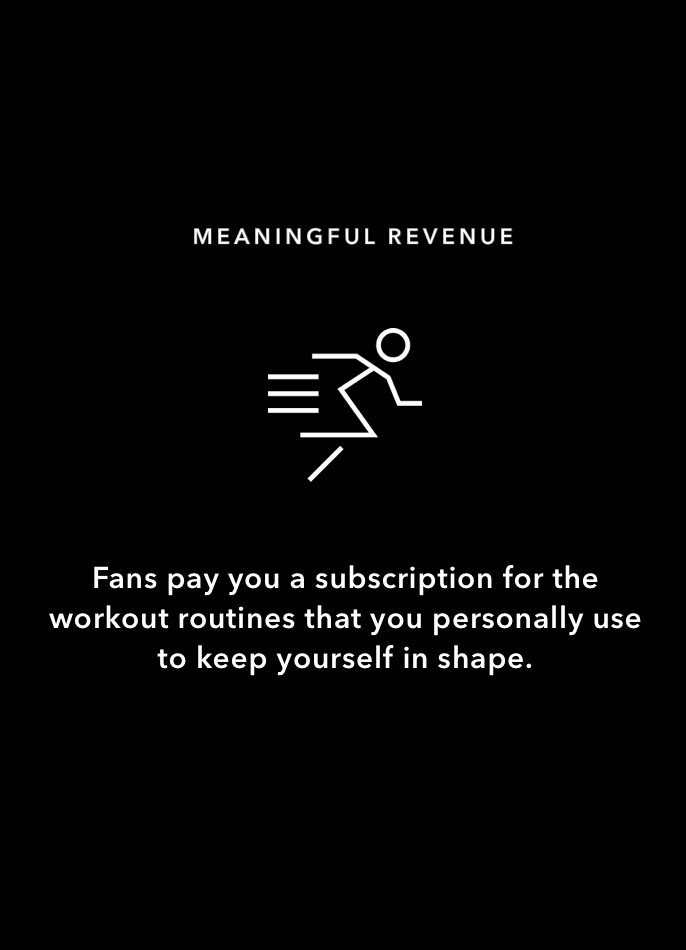 MEANINGFUL REVENUE
Fans pay you a subscription for the
workout routines that you personally use
to keep yourself in shape.